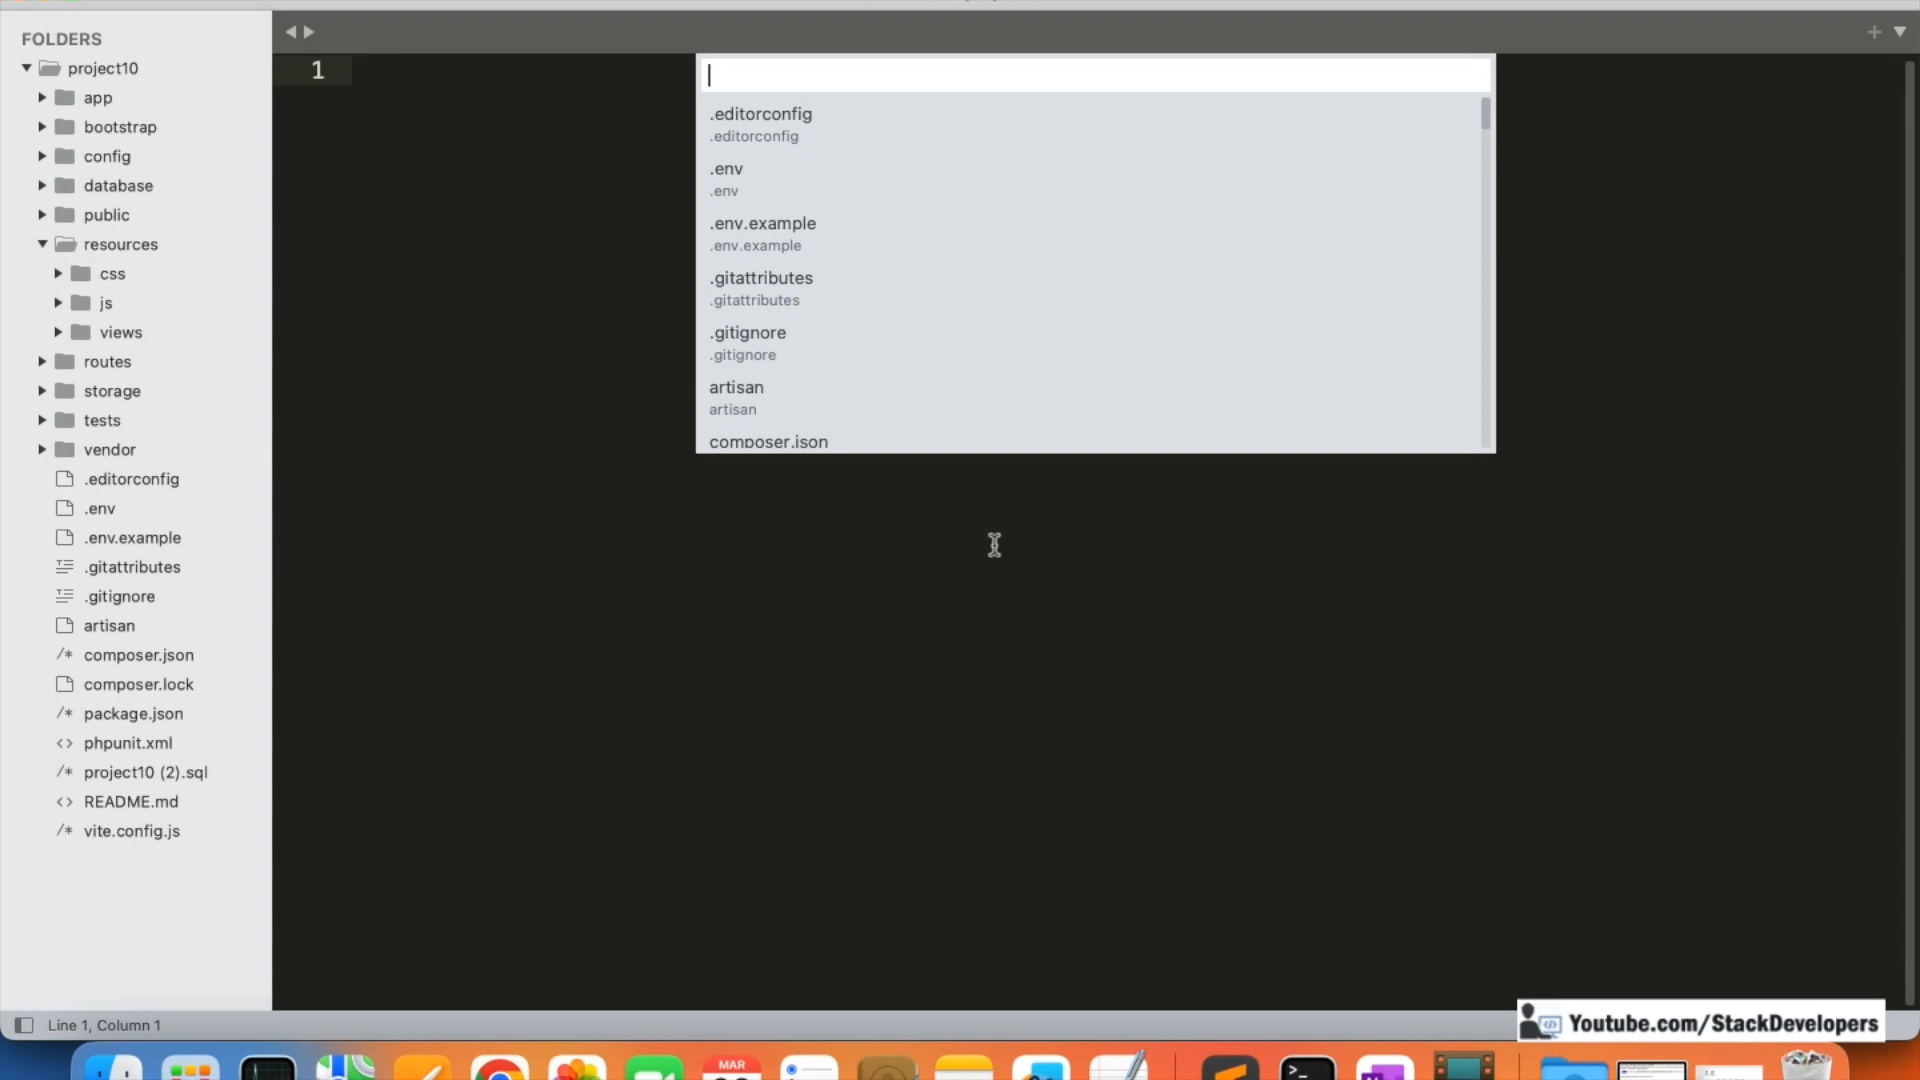 FOLDERS
project10
app
bootstrap
config
database
public
resources
css
js
views
routes
storage
tests
vendor
.editorconfig
.env
.env.example
.gitattributes
.gitignore
artisan
composer.json
composer.lock
package.json
phpunit.xml
project10 (2).sql
README.md
vite.config.js
1
.editorconfig
.editorconfig
.env
.env
.env.example
.env.example
.gitattributes
.gitattributes
.gitignore
.gitignore
artisan
artisan
composer.json
Line 1, Column 1
Youtube.com/StackDevelopers
MAR